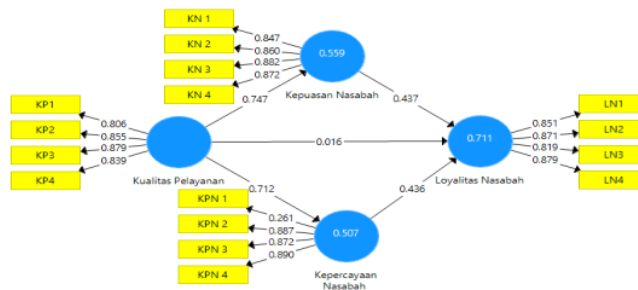 KN 1
KN 2
KN 3
KN 4
0.847
0.860
0.882
0.872
0.559
Kepuasan Nasabah
KP1
KP2
KP3
KP4
0.806
0.855
0.879
0.839
Kualitas Pelayanan
0.747
0.437
0.016
0.712
0.436
0.711
Loyalitas Nasabah
0.851
0.871
0.819
0.879
LN1
LN2
LN3
LN4
KPN 1
KPN 2
KPN 3
KPN 4
0.261
0.887
0.872
0.890
0.507
Kepercayaan
Nasabah